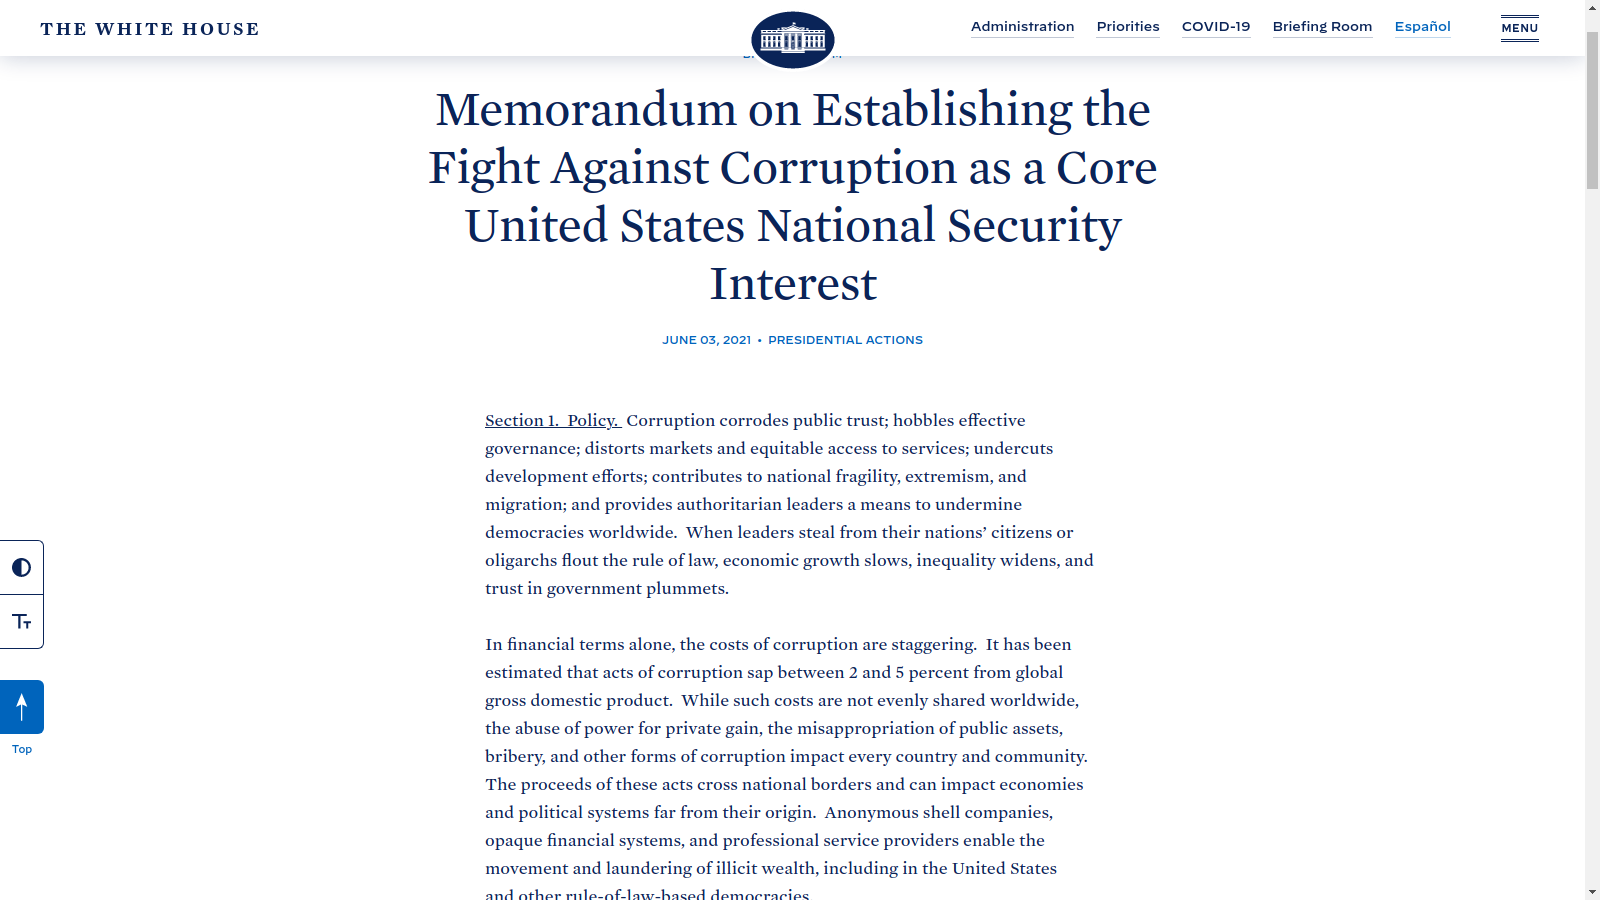 THE WHITE HOUSE
Administration
Priorities
COVID-19
Briefing Room
Español
MENU
Memorandum on Establishing the
Fight Against Corruption as a Core
United States National Security
Interest
JUNE 03, 2021 • PRESIDENTIAL ACTIONS
Section 1.  Policy.  Corruption corrodes public trust; hobbles effective
governance; distorts markets and equitable access to services; undercuts
development efforts; contributes to national fragility, extremism, and
migration; and provides authoritarian leaders a means to undermine
democracies worldwide.  When leaders steal from their nations’ citizens or
oligarchs flout the rule of law, economic growth slows, inequality widens, and
trust in government plummets.
In financial terms alone, the costs of corruption are staggering.  It has been
estimated that acts of corruption sap between 2 and 5 percent from global
gross domestic product.  While such costs are not evenly shared worldwide,
the abuse of power for private gain, the misappropriation of public assets,
bribery, and other forms of corruption impact every country and community.
The proceeds of these acts cross national borders and can impact economies
and political systems far from their origin.  Anonymous shell companies,
opaque financial systems, and professional service providers enable the
movement and laundering of illicit wealth, including in the United States
and other rule-of-law-based democracies.
Tт
Top